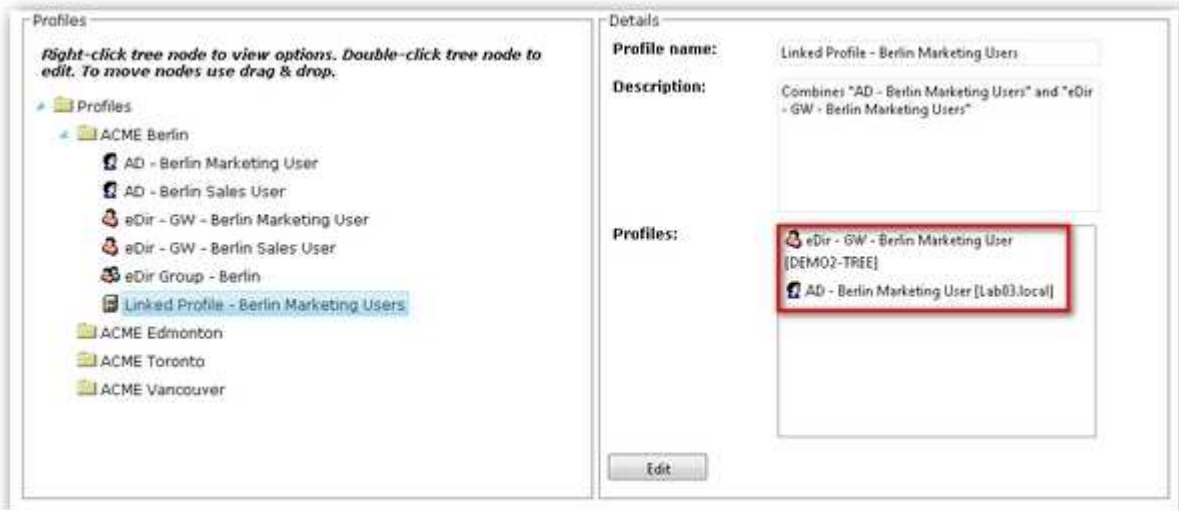 Profiles
Right-click tree node to view options. Double-click tree node to
edit. To move nodes use drag & drop.
Profiles
ACME Berlin
AD - Berlin Marketing User
AD - Berlin Sales User
eDir - GW - Berlin Marketing User
eDir - GW - Berlin Sales User
eDir Group - Berlin
Linked Profile - Berlin Marketing Users
ACME Edmonton
ACME Toronto
ACME Vancouver
Details
Profile name:
Linked Profile - Berlin Marketing Users
Description:
Combines "AD - Berlin Marketing Users" and "eDir
- GW - Berlin Marketing Users"
Profiles:
eDir - GW - Berlin Marketing User
[DEMO2-TREE]
AD - Berlin Marketing User [Lab03.local]
Edit